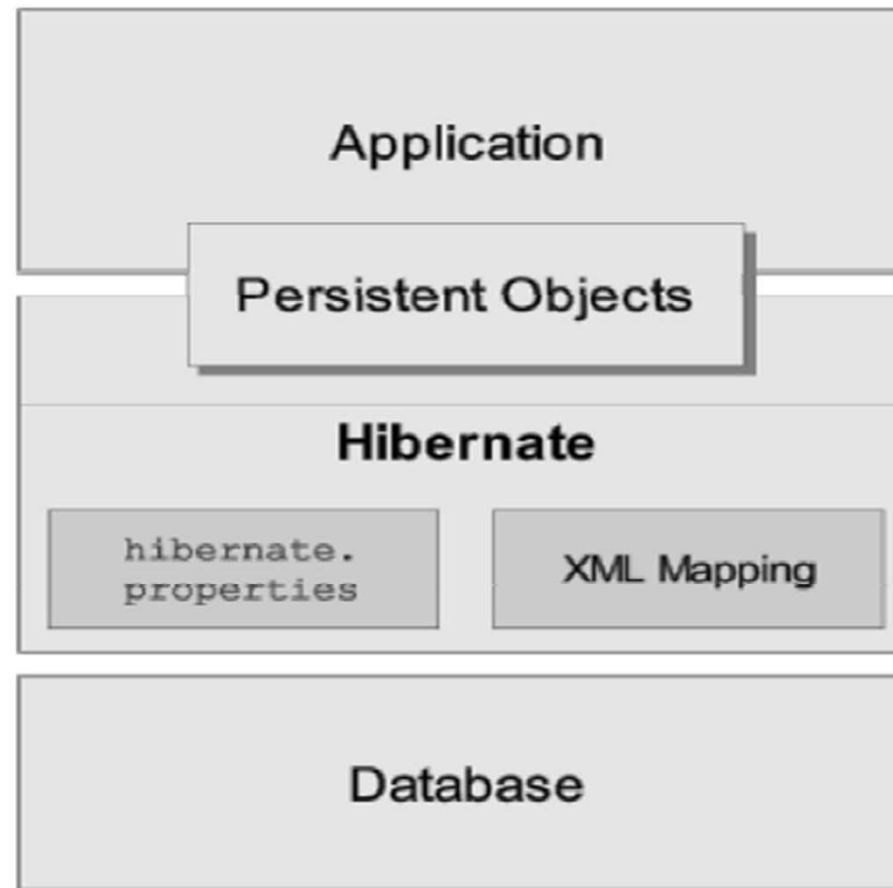 Application
Persistent Objects
Hibernate
hibernate.
properties
XML Mapping
Database